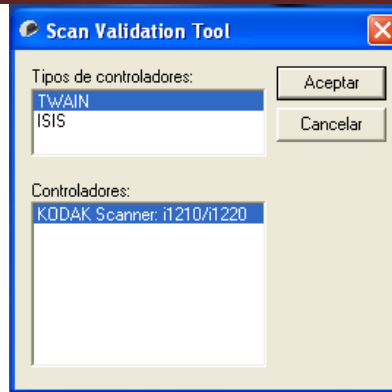 Scan Validation Tool
Tipos de controladores:
TWAIN
ISIS
Aceptar
Cancelar
Controladores:
KODAK Scanner: i1210/i1220